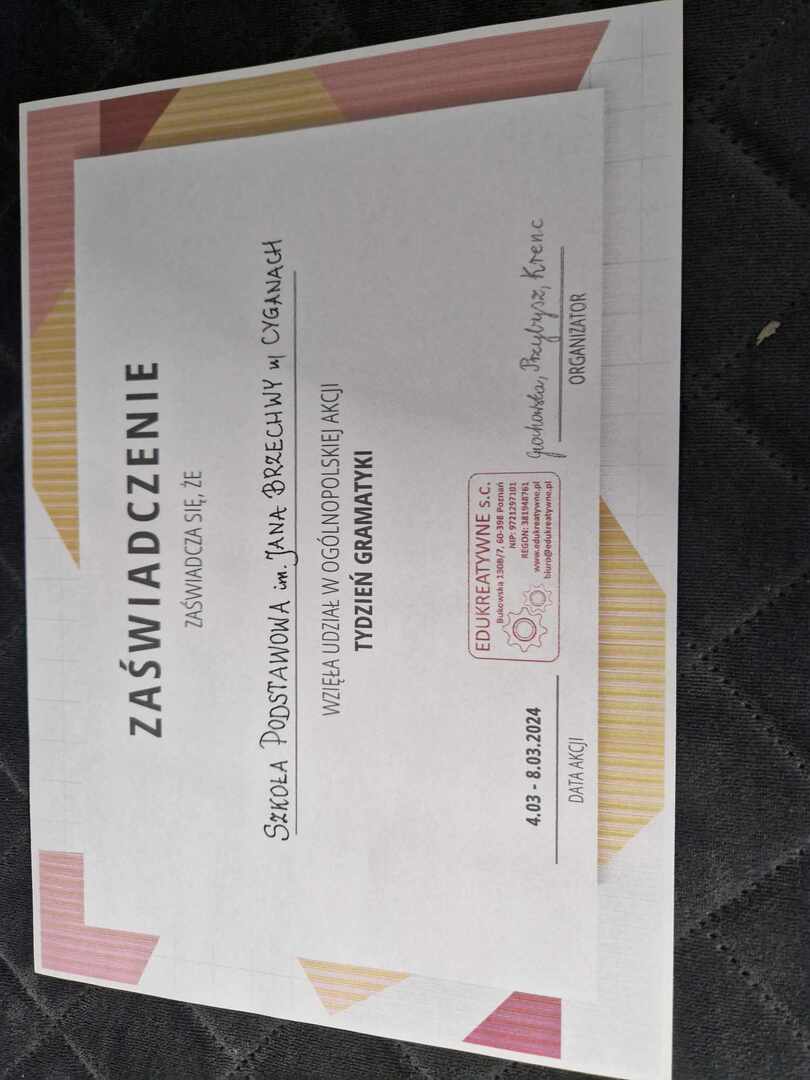 ZAŚWIADCZENIE
ZAŚWIADCZA SIĘ, ŻE
SZKOŁA PODSTAWOWA im. JANA BRZECHWY w CYGANACH
WZIĘŁA UDZIAŁ W OGÓLNOPOLSKIEJ AKCJI
TYDZIEŃ GRAMATYKI
4.03 - 8.03.2024
DATA AKCJI
EDUKREATYWNE s.c.
Bukowska 130B/7, 60-398 Poznań
NIP: 9721297101
REGON: 381948761
www.edukreatywne.pl
biuro@edukreatywne.pl
Grochowska, Przybysz, Krenc
ORGANIZATOR